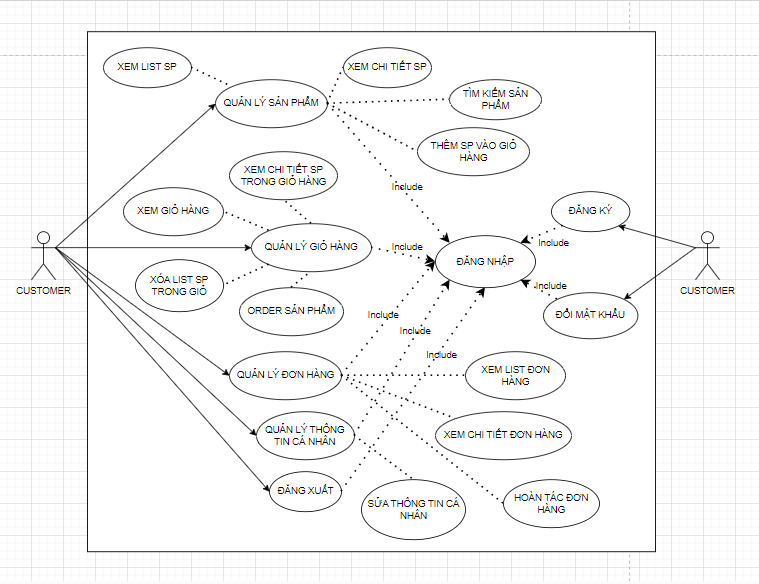 XEM LIST SP
XEM CHI TIẾT SP
QUẢN LÝ SẢN PHẨM
TÌM KIẾM SẢN
PHẨM
THÊM SP VÀO GIỎ
HÀNG
XEM CHI TIẾT SP
TRONG GIỎ HÀNG
Include
XEM GIỎ HÀNG
ĐĂNG KÝ
QUẢN LÝ GIỎ HÀNG
Include
Include
ĐĂNG NHẬP
CUSTOMER
XÓA LIST SP
TRONG GIỎ
Include
CUSTOMER
ORDER SẢN PHẨM
Include
ĐỔI MẬT KHẨU
Include
Include
QUẢN LÝ ĐƠN HÀNG
XEM LIST ĐƠN
HÀNG
QUẢN LÝ THÔNG
TIN CÁ NHÂN
XEM CHI TIẾT ĐƠN HÀNG
ĐĂNG XUẤT
SỬA THÔNG TIN CÁ
NHÂN
HOÀN TÁC ĐƠN
HÀNG